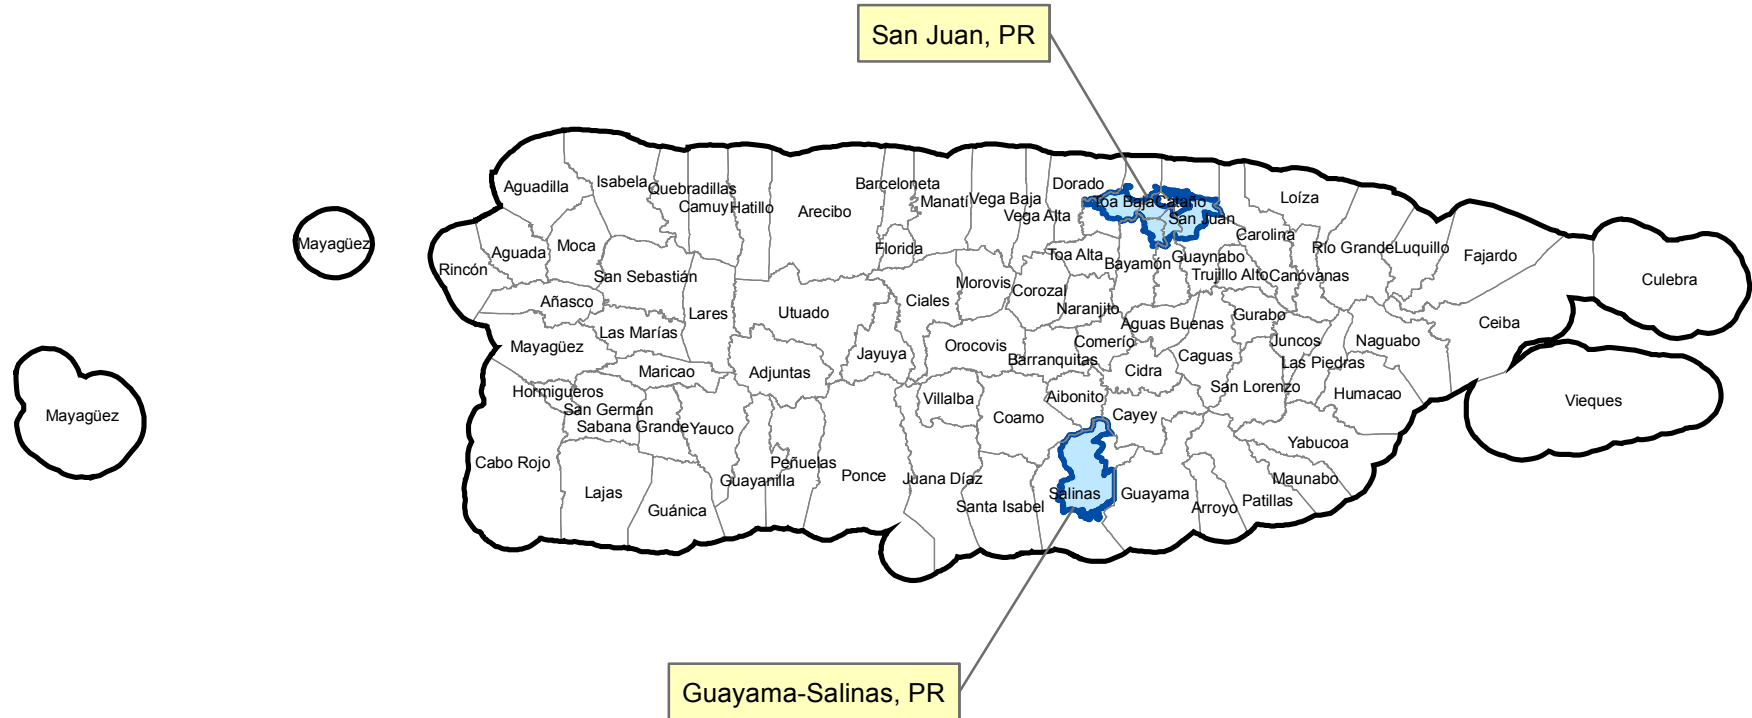 San Juan, PR
Aguadilla
Isabela
Quebradillas
Camuy
Hatillo
Arecibo
Barceloneta
Manatí
Vega Baja
Vega Alta
Dorado
Toa Baja
Cataño
San Juan
Loíza
Mayagüez
Rincón
Aguada
Moca
San Sebastián
Florida
Toa Alta
Bayamón
Guaynabo
Carolina
Trujillo Alto
Canóvanas
Río Grande
Luquillo
Fajardo
Culebra
Añasco
Lares
Utuado
Ciales
Morovis
Corozal
Naranjito
Aguas Buenas
Gurabo
Ceiba
Mayagüez
Las Marías
Jayuya
Orocovis
Barranquitas
Comerío
Cidra
Caguas
Juncos
Las Piedras
Naguabo
Maricao
Adjuntas
San Lorenzo
Humacao
Vieques
Mayagüez
Hormigueros
San Germán
Sabana Grande
Yauco
Villalba
Coamo
Aibonito
Cayey
Yabucoa
Cabo Rojo
Lajas
Guánica
Guayanilla
Peñuelas
Ponce
Juana Díaz
Santa Isabel
Salinas
Guayama
Arroyo
Patillas
Maunabo
Guayama-Salinas, PR